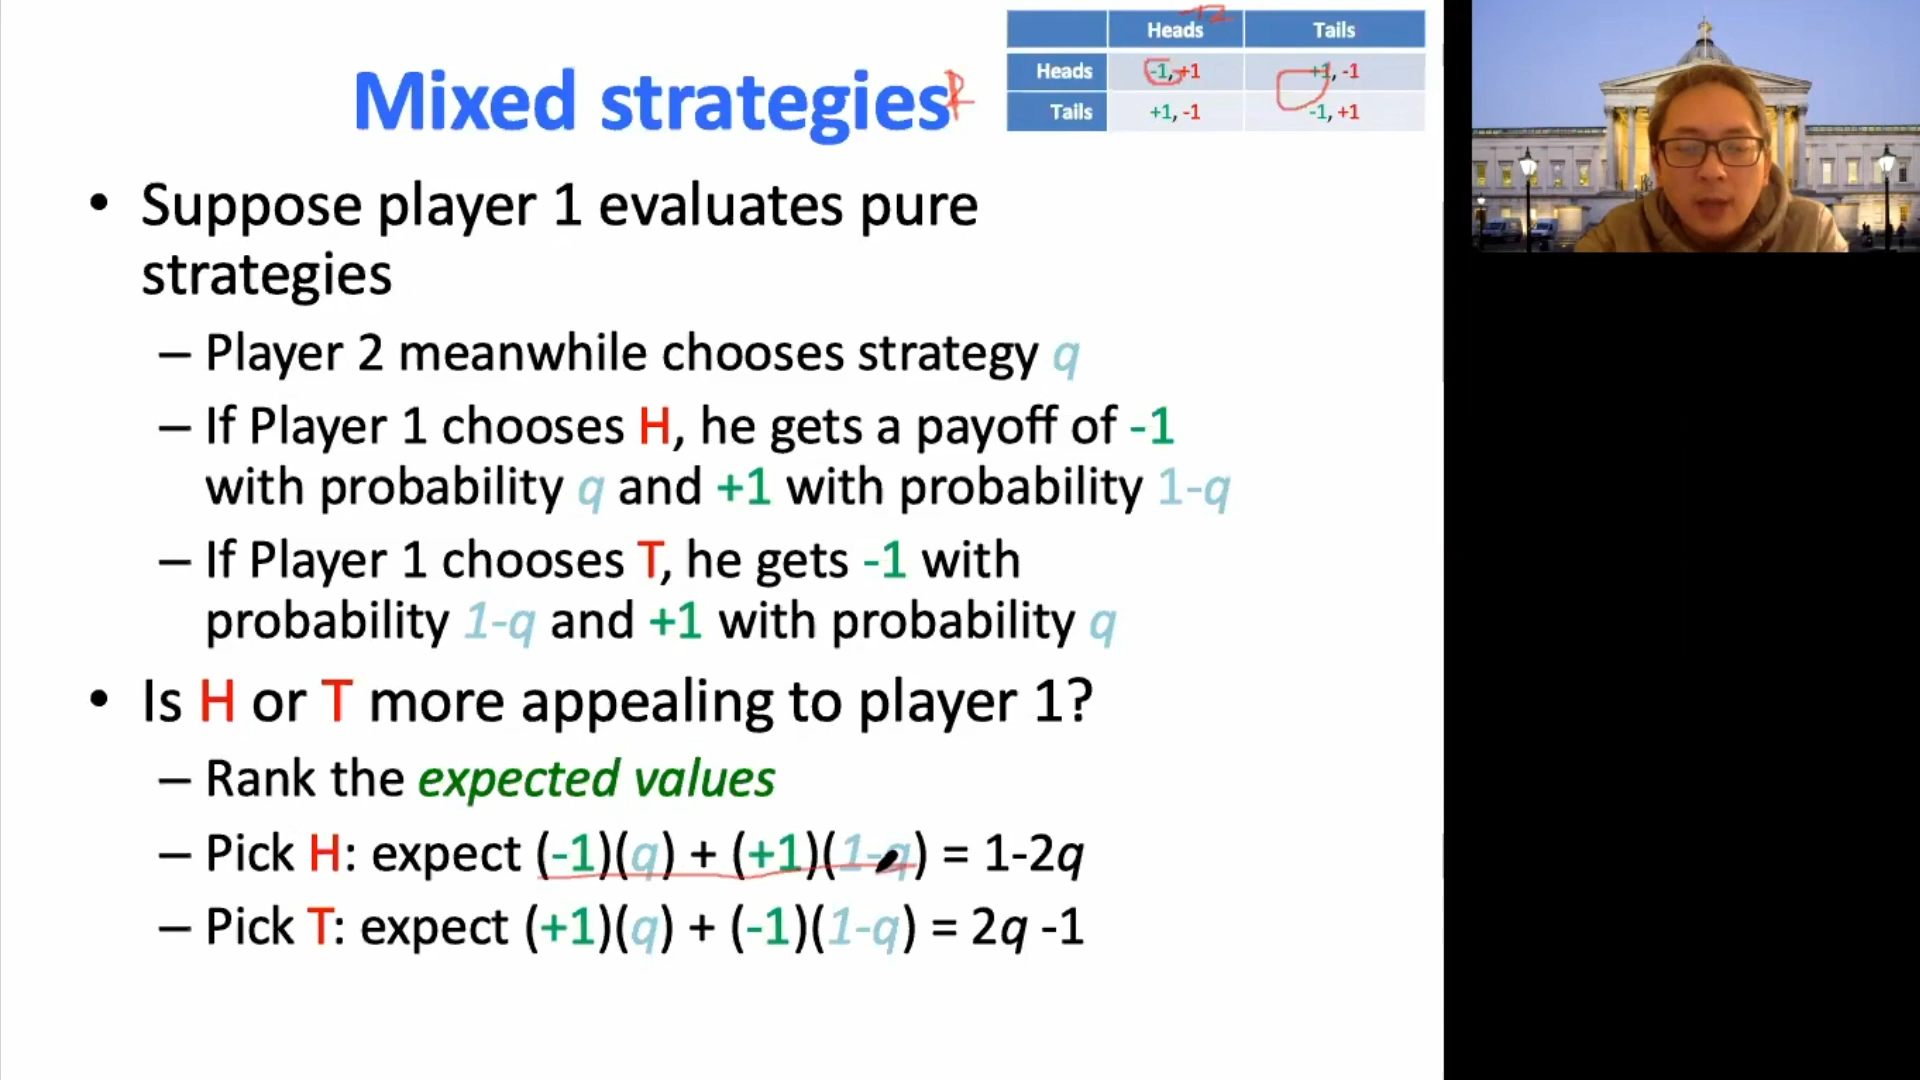 Mixed strategies
Heads Tails
Heads -1, +1 +1, -1
Tails +1, -1 -1, +1
• Suppose player 1 evaluates pure
strategies
– Player 2 meanwhile chooses strategy q
– If Player 1 chooses H, he gets a payoff of -1
with probability q and +1 with probability 1-q
– If Player 1 chooses T, he gets -1 with
probability 1-q and +1 with probability q
• Is H or T more appealing to player 1?
– Rank the expected values
– Pick H: expect (-1)(q) + (+1)(1-q) = 1-2q
– Pick T: expect (+1)(q) + (-1)(1-q) = 2q -1